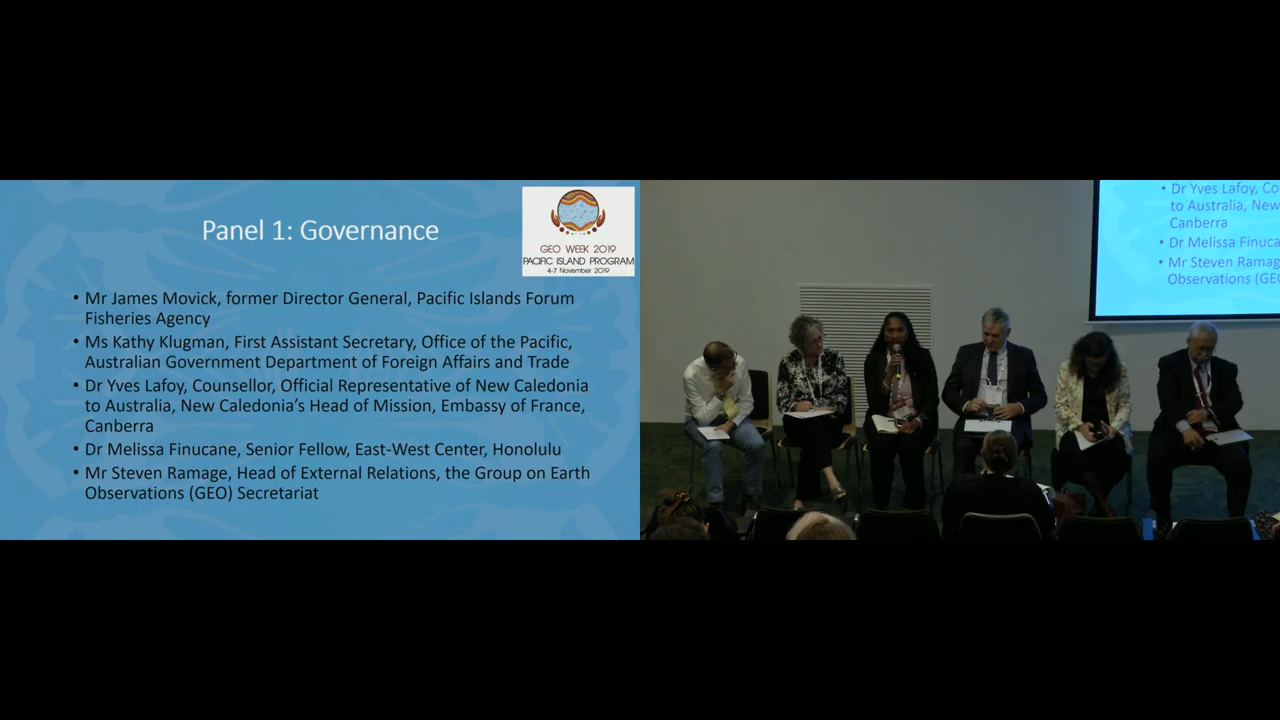 Panel 1: Governance
GEO WEEK 2019
PACIFIC ISLAND PROGRAM
4-7 November 2019
• Mr James Movick, former Director General, Pacific Islands Forum
Fisheries Agency
• Ms Kathy Klugman, First Assistant Secretary, Office of the Pacific,
Australian Government Department of Foreign Affairs and Trade
• Dr Yves Lafoy, Counsellor, Official Representative of New Caledonia
to Australia, New Caledonia’s Head of Mission, Embassy of France,
Canberra
• Dr Melissa Finucane, Senior Fellow, East-West Center, Honolulu
• Mr Steven Ramage, Head of External Relations, the Group on Earth
Observations (GEO) Secretariat
• Dr Yves Lafoy, Co
to Australia, New
Canberra
• Dr Melissa Finuca
• Mr Steven Ramag
Observations (GEO